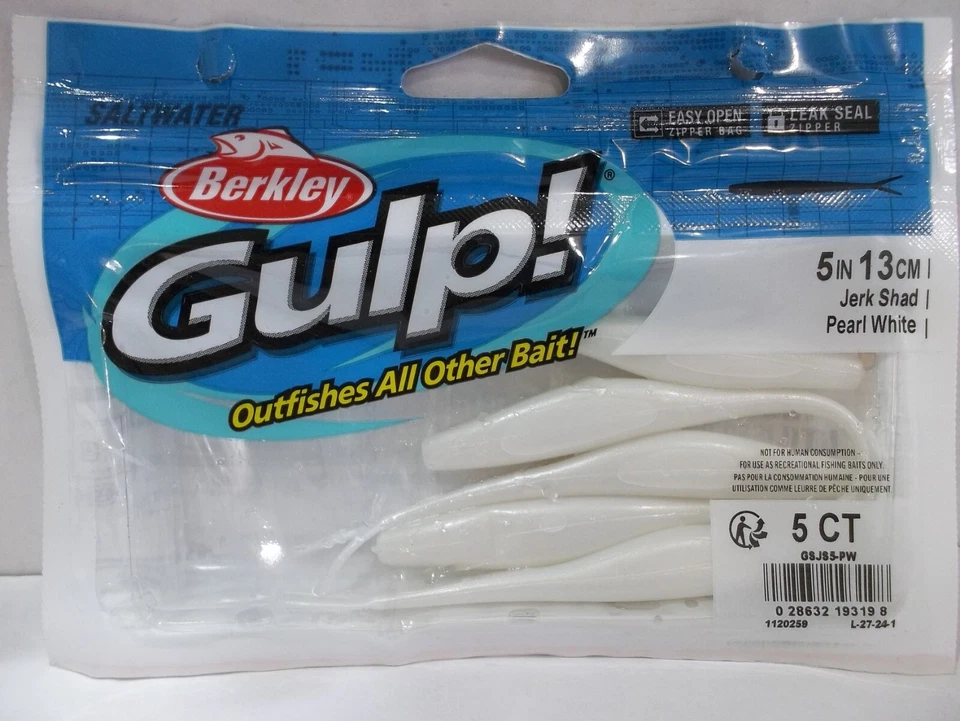 SALTWATER
Berkley
Gulp!®
Outfishes All Other Bait!™
EASY OPEN
ZIPPER BAG
LEAK SEAL
ZIPPER
5IN 13CM
Jerk Shad
Pearl White
NOT FOR HUMAN CONSUMPTION -
FOR USE AS RECREATIONAL FISHING BAITS ONLY.
PAS POUR LA CONSOMMATION HUMAINE - POUR UNE
UTILISATION COMME LEURRE DE PÊCHE UNIQUEMENT
5 CT
GSJS5-PW
0 28632 19319 8
1120259 L-27-24-1